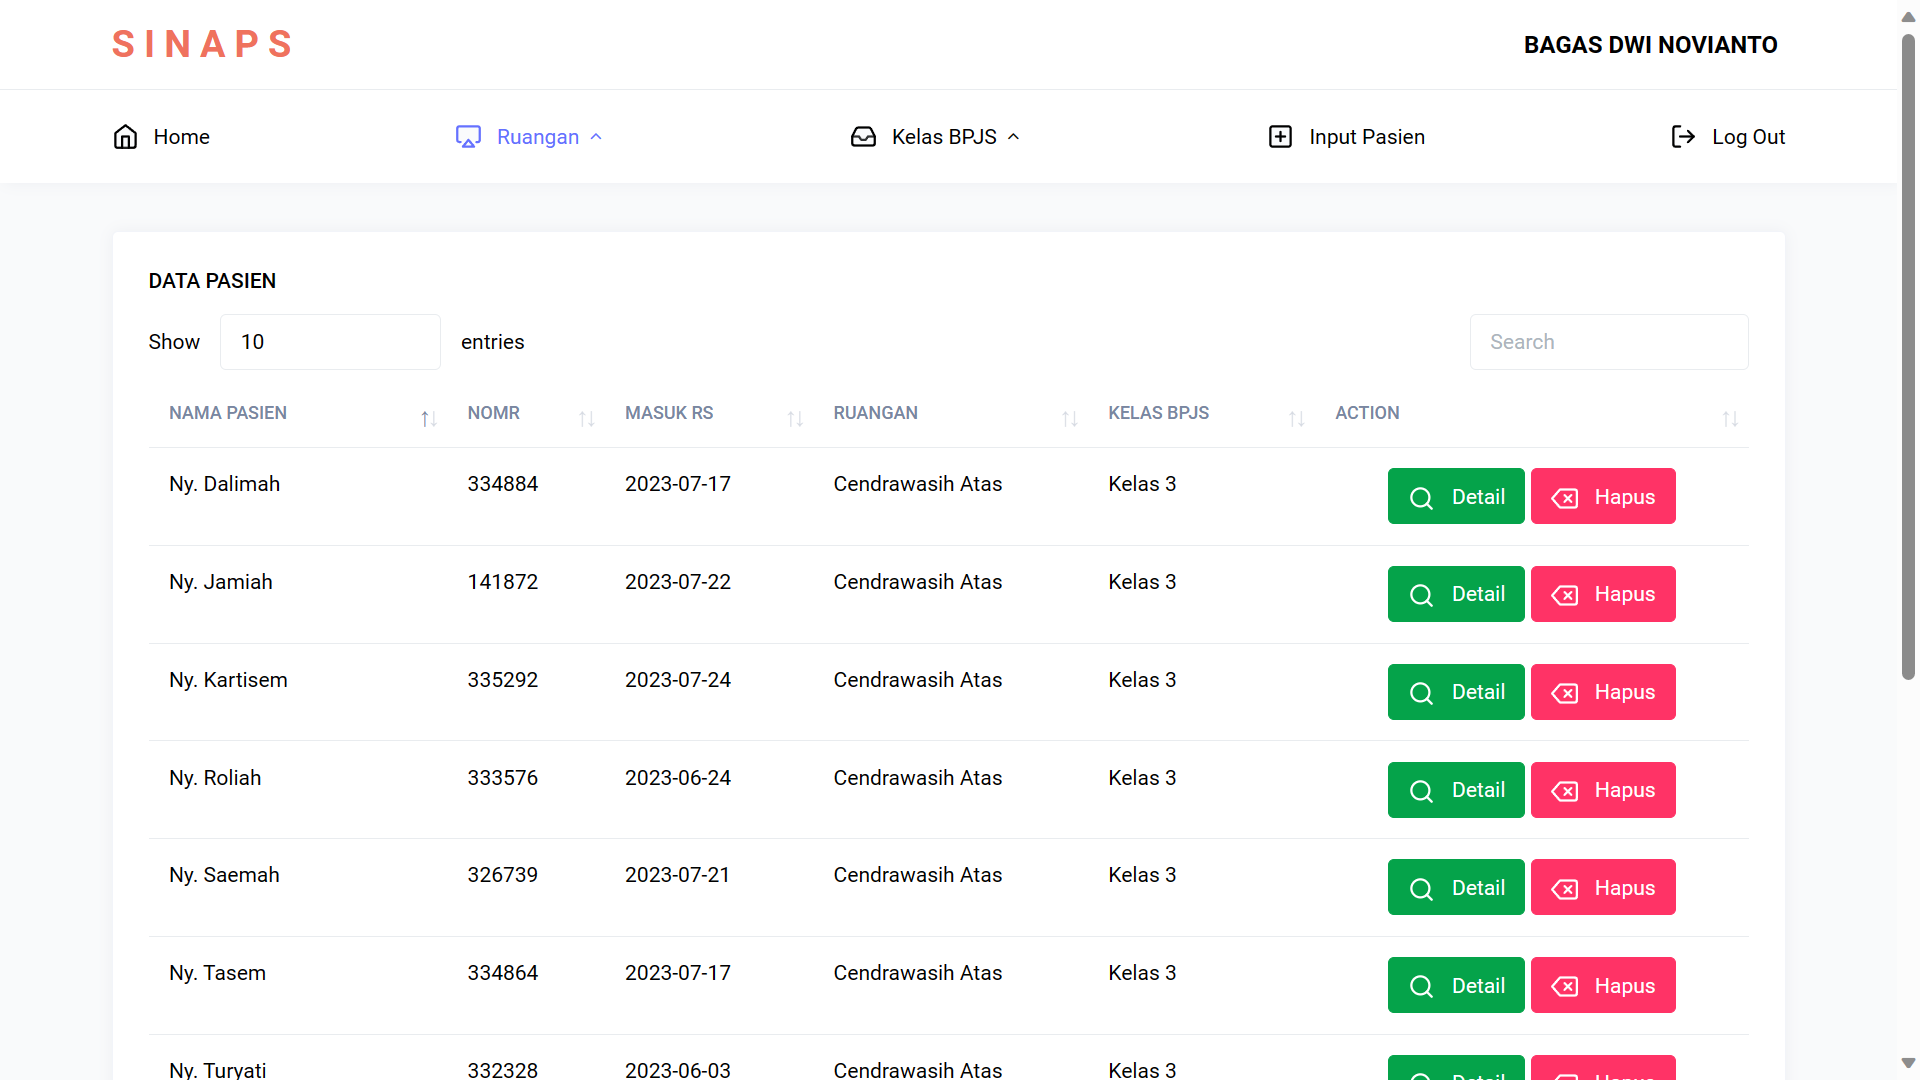 SINAPS
BAGAS DWI NOVIANTO
Home Ruangan Kelas BPJS Input Pasien Log Out
DATA PASIEN
Show 10 entries Search
NAMA PASIEN NOMR MASUK RS RUANGAN KELAS BPJS ACTION
Ny. Dalimah 334884 2023-07-17 Cendrawasih Atas Kelas 3 Detail Hapus
Ny. Jamiah 141872 2023-07-22 Cendrawasih Atas Kelas 3 Detail Hapus
Ny. Kartisem 335292 2023-07-24 Cendrawasih Atas Kelas 3 Detail Hapus
Ny. Roliah 333576 2023-06-24 Cendrawasih Atas Kelas 3 Detail Hapus
Ny. Saemah 326739 2023-07-21 Cendrawasih Atas Kelas 3 Detail Hapus
Ny. Tasem 334864 2023-07-17 Cendrawasih Atas Kelas 3 Detail Hapus
Ny. Turyati 332328 2023-06-03 Cendrawasih Atas Kelas 3 Detail Hapus